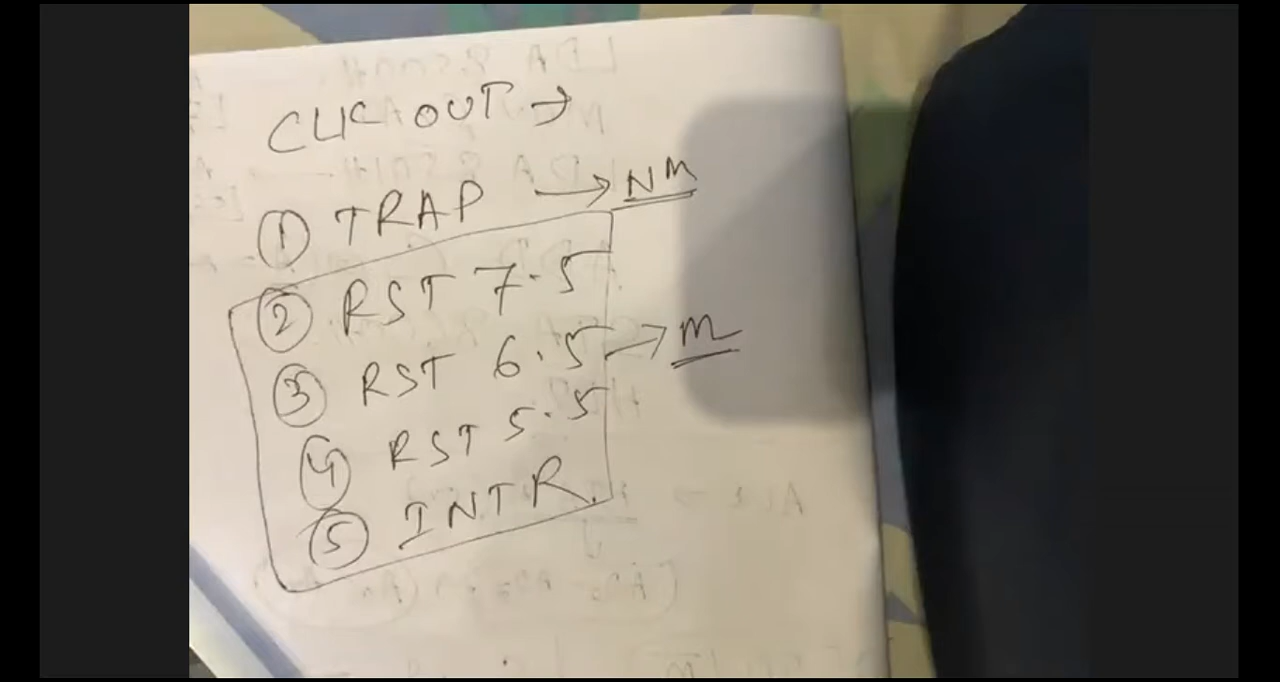 CLK OUT →
① TRAP → NM
② RST 7.5
③ RST 6.5 → M
④ RST 5.5
⑤ INTR